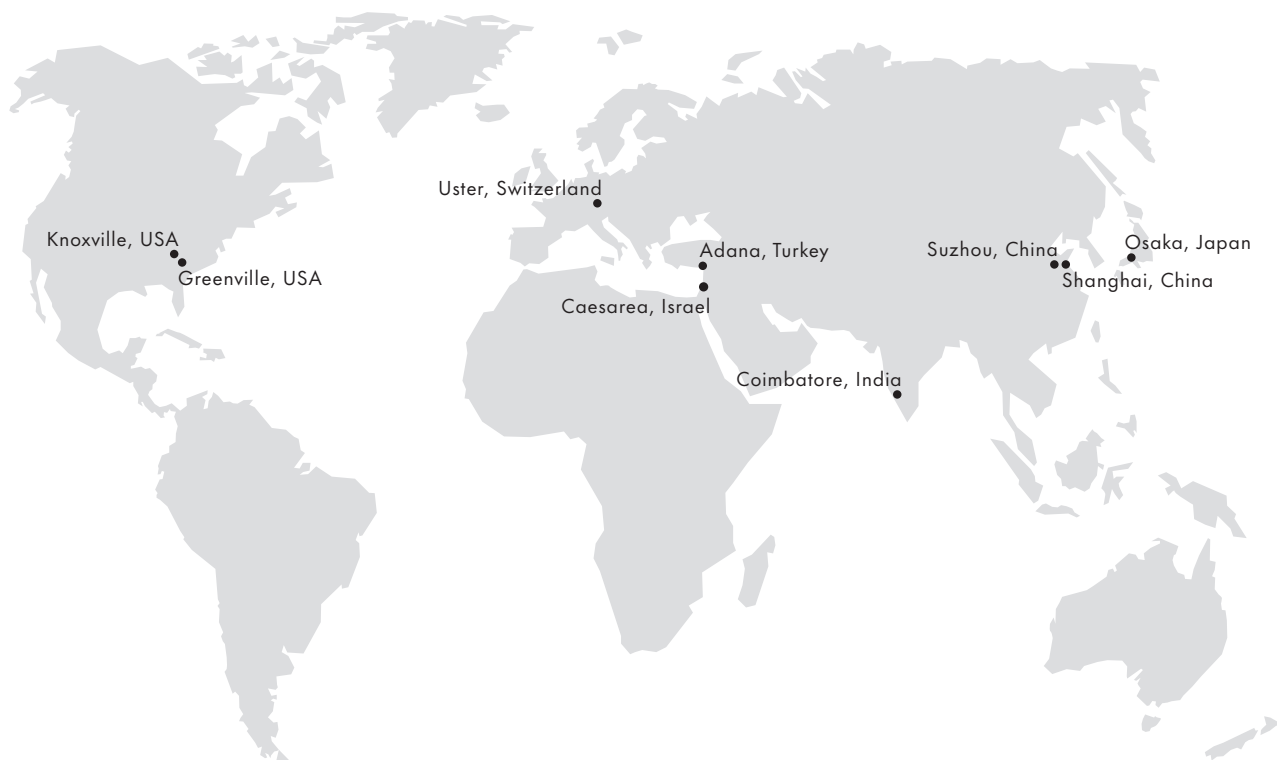 Uster, Switzerland
Knoxville, USA
Greenville, USA
Adana, Turkey
Caesarea, Israel
Suzhou, China
Osaka, Japan
Shanghai, China
Coimbatore, India